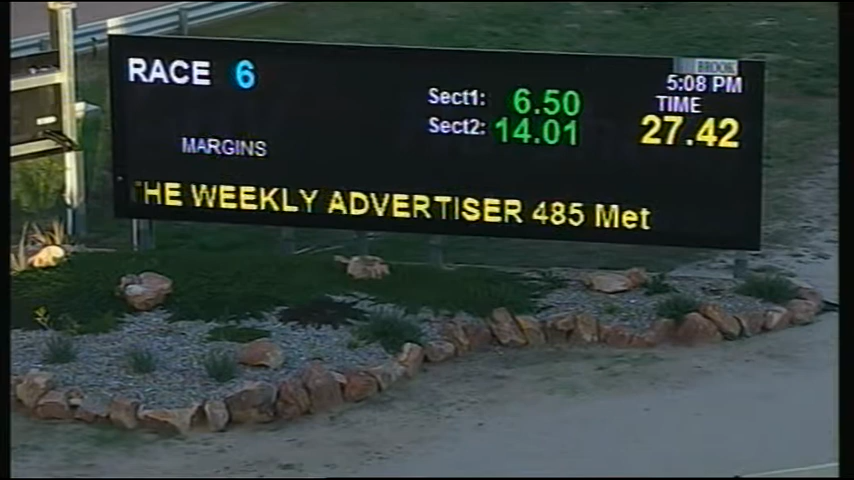 BROOK
RACE 6
5:08 PM
Sect1: 6.50
TIME
Sect2: 14.01
27.42
MARGINS
THE WEEKLY ADVERTISER 485 Met